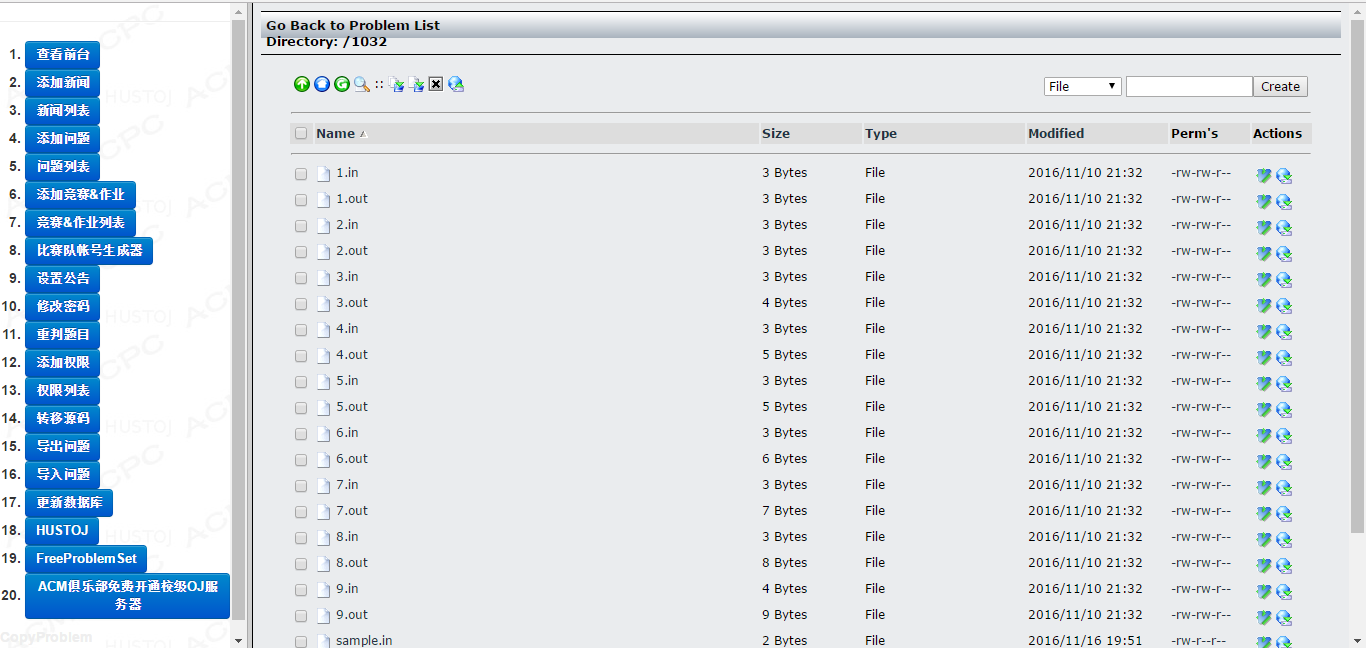 1. 查看前台
2. 添加新闻
3. 新闻列表
4. 添加问题
5. 问题列表
6. 添加竞赛&作业
7. 竞赛&作业列表
8. 比赛队帐号生成器
9. 设置公告
10. 修改密码
11. 重判题目
12. 添加权限
13. 权限列表
14. 转移源码
15. 导出问题
16. 导入问题
17. 更新数据库
18. HUSTOJ
19. FreeProblemSet
20. ACM俱乐部免费开通校级OJ服
务器
CopyProblem
Go Back to Problem List
Directory: /1032
File Create
Name Size Type Modified Perm's Actions
1.in 3 Bytes File 2016/11/10 21:32 -rw-rw-r--
1.out 3 Bytes File 2016/11/10 21:32 -rw-rw-r--
2.in 3 Bytes File 2016/11/10 21:32 -rw-rw-r--
2.out 3 Bytes File 2016/11/10 21:32 -rw-rw-r--
3.in 3 Bytes File 2016/11/10 21:32 -rw-rw-r--
3.out 4 Bytes File 2016/11/10 21:32 -rw-rw-r--
4.in 3 Bytes File 2016/11/10 21:32 -rw-rw-r--
4.out 5 Bytes File 2016/11/10 21:32 -rw-rw-r--
5.in 3 Bytes File 2016/11/10 21:32 -rw-rw-r--
5.out 5 Bytes File 2016/11/10 21:32 -rw-rw-r--
6.in 3 Bytes File 2016/11/10 21:32 -rw-rw-r--
6.out 6 Bytes File 2016/11/10 21:32 -rw-rw-r--
7.in 3 Bytes File 2016/11/10 21:32 -rw-rw-r--
7.out 7 Bytes File 2016/11/10 21:32 -rw-rw-r--
8.in 3 Bytes File 2016/11/10 21:32 -rw-rw-r--
8.out 8 Bytes File 2016/11/10 21:32 -rw-rw-r--
9.in 4 Bytes File 2016/11/10 21:32 -rw-rw-r--
9.out 9 Bytes File 2016/11/10 21:32 -rw-rw-r--
sample.in 2 Bytes File 2016/11/16 19:51 -rw-r--r--